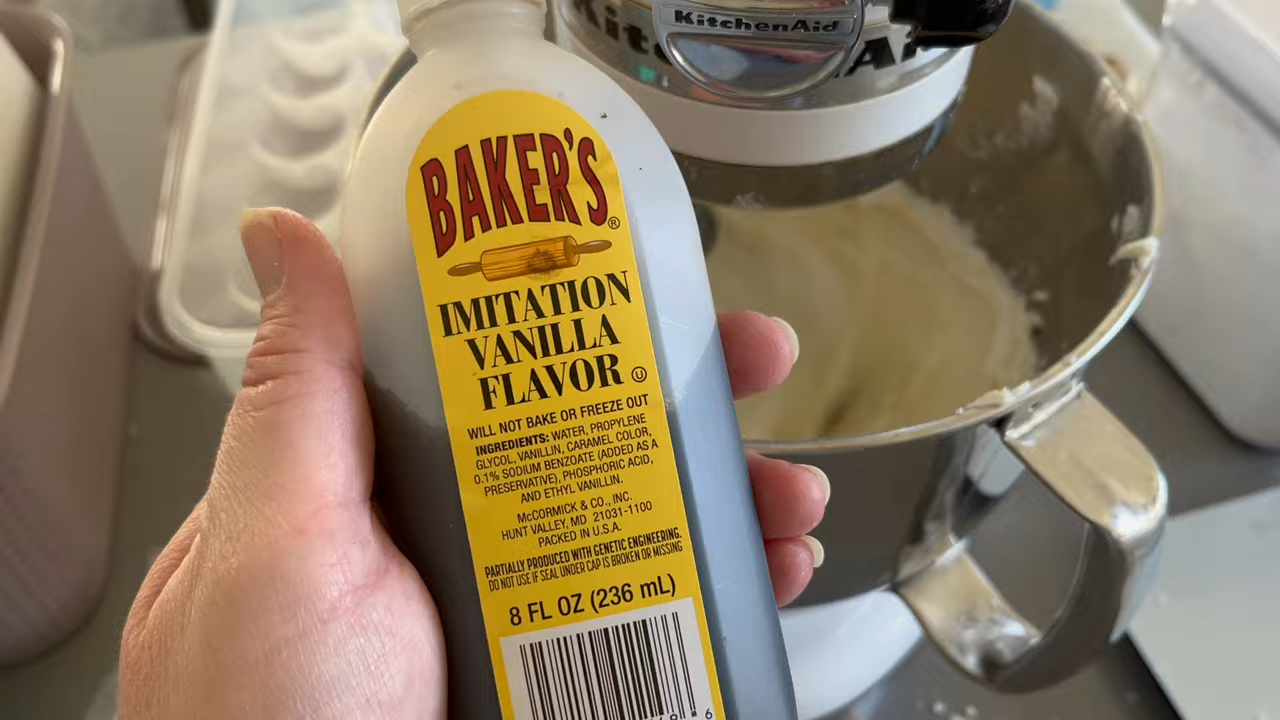 KitchenAid
BAKER'S®
IMITATION
VANILLA
FLAVOR Ⓤ
WILL NOT BAKE OR FREEZE OUT
INGREDIENTS: WATER, PROPYLENE
GLYCOL, VANILLIN, CARAMEL COLOR,
0.1% SODIUM BENZOATE (ADDED AS A
PRESERVATIVE), PHOSPHORIC ACID,
AND ETHYL VANILLIN.
McCORMICK & CO., INC.
HUNT VALLEY, MD 21031-1100
PACKED IN U.S.A.
PARTIALLY PRODUCED WITH GENETIC ENGINEERING.
DO NOT USE IF SEAL UNDER CAP IS BROKEN OR MISSING
8 FL OZ (236 mL)